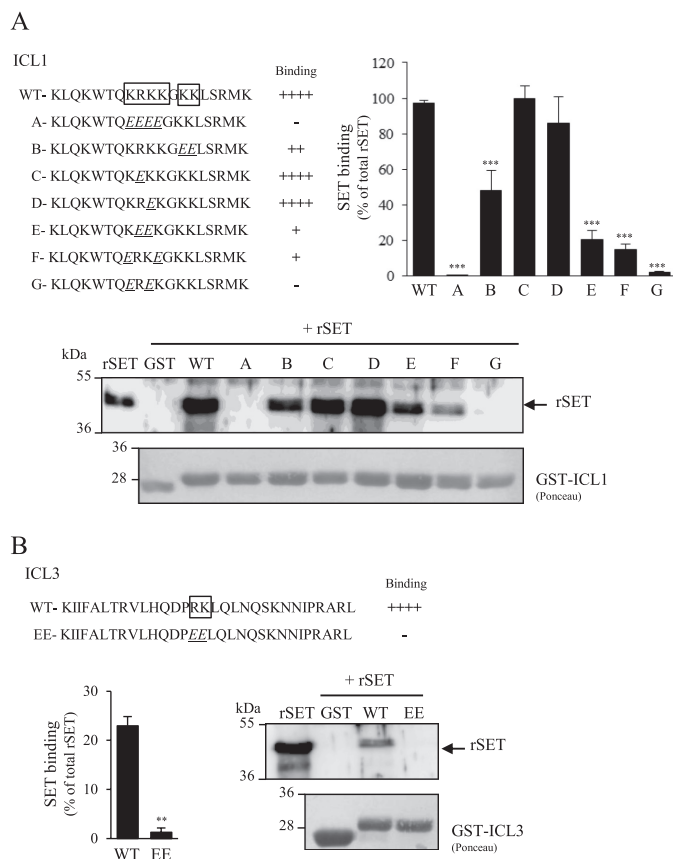 A
ICL1
Binding
WT- KLQKWTQKRKKGKKLSRMK ++++
A- KLQKWTQEEEEGKKLSRMK -
B- KLQKWTQKRKKGEELSRMK ++
C- KLQKWTQKEKKGKKLSRMK ++++
D- KLQKWTQKREKGKKLSRMK ++++
E- KLQKWTQKEEKGKKLSRMK +
F- KLQKWTQERKEGKKLSRMK +
G- KLQKWTQEREKGKKLSRMK -
SET binding
(% of total rSET)
120
100
80
60
40
20
0
*** *** *** *** ***
WT A B C D E F G
+ rSET
kDa rSET GST WT A B C D E F G
55
36
rSET
36
28
GST-ICL1
(Ponceau)
B
ICL3
Binding
WT- KIIFALTRVLHQDPRKLQLNQSKNNIPRARL ++++
EE- KIIFALTRVLHQDPEELQLNQSKNNIPRARL -
SET binding
(% of total rSET)
30
20
10
0
**
WT EE
+ rSET
kDa rSET GST WT EE
55
36
rSET
36
28
GST-ICL3
(Ponceau)